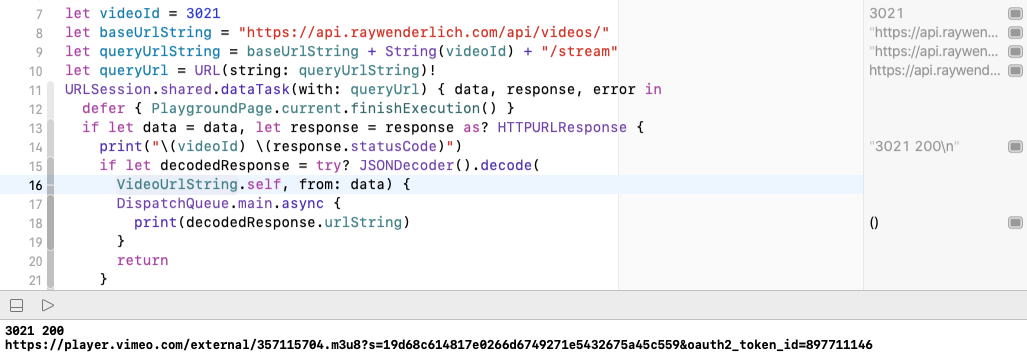 7 let videoId = 3021 3021
8 let baseUrlString = "https://api.raywenderlich.com/api/videos/" "https://api.raywen...
9 let queryUrlString = baseUrlString + String(videoId) + "/stream" "https://api.raywen...
10 let queryUrl = URL(string: queryUrlString)! https://api.raywend...
11 URLSession.shared.dataTask(with: queryUrl) { data, response, error in
12 defer { PlaygroundPage.current.finishExecution() }
13 if let data = data, let response = response as? HTTPURLResponse {
14 print("\(videoId) \(response.statusCode)") "3021 200\n"
15 if let decodedResponse = try? JSONDecoder().decode(
16 VideoUrlString.self, from: data) {
17 DispatchQueue.main.async {
18 print(decodedResponse.urlString) ()
19 }
20 return
21 }
3021 200
https://player.vimeo.com/external/357115704.m3u8?s=19d68c614817e0266d6749271e5432675a45c559&oauth2_token_id=897711146